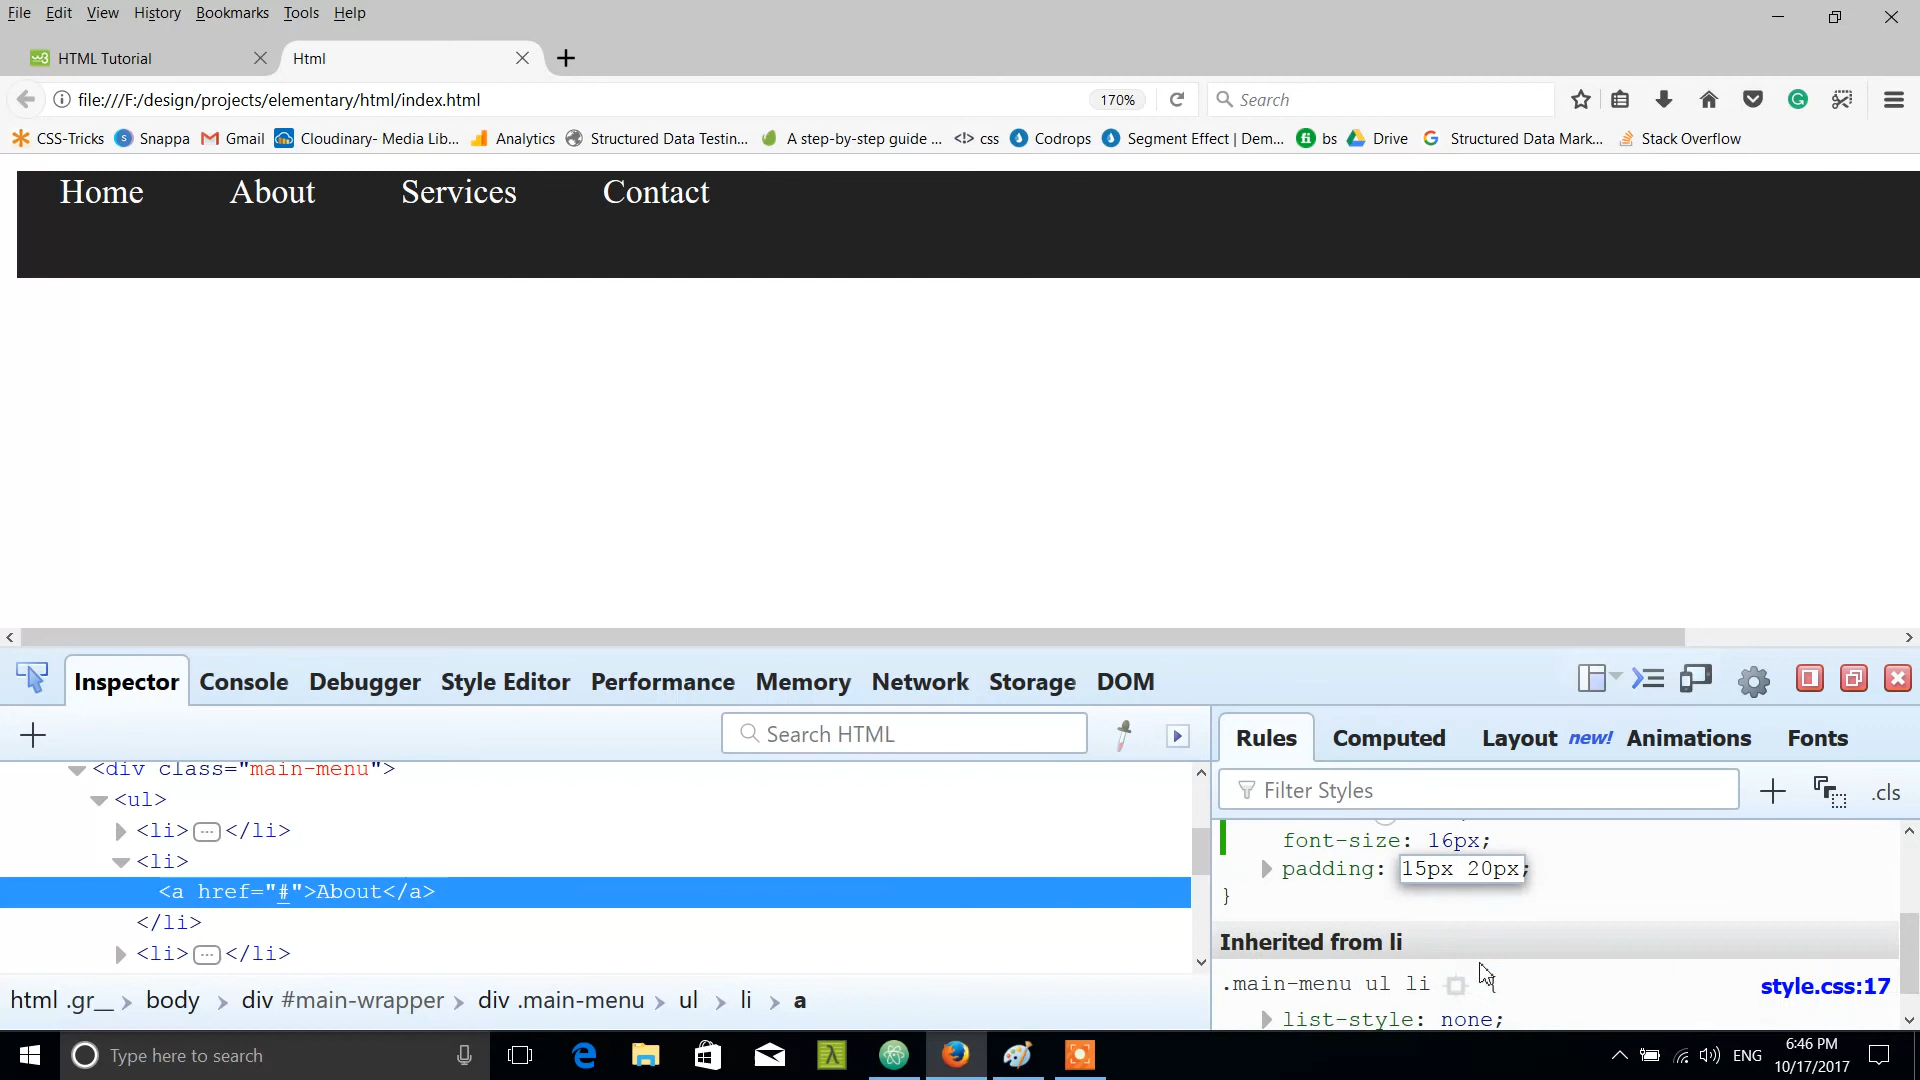 File Edit View History Bookmarks Tools Help
HTML Tutorial
Html
file:///F:/design/projects/elementary/html/index.html
170%
Search
CSS-Tricks Snappa Gmail Cloudinary- Media Lib... Analytics Structured Data Testin... A step-by-step guide ... css Codrops Segment Effect | Dem... bs Drive Structured Data Mark... Stack Overflow
Home About Services Contact
Inspector Console Debugger Style Editor Performance Memory Network Storage DOM
Search HTML
Rules Computed Layout new! Animations Fonts
Filter Styles
.cls
<div class="main-menu">
<ul>
<li></li>
<li>
<a href="#">About</a>
</li>
<li></li>
font-size: 16px;
padding: 15px 20px;
}
Inherited from li
.main-menu ul li {
style.css:17
list-style: none;
html .gr__ body div #main-wrapper div .main-menu ul li a
Type here to search
ENG
6:46 PM
10/17/2017